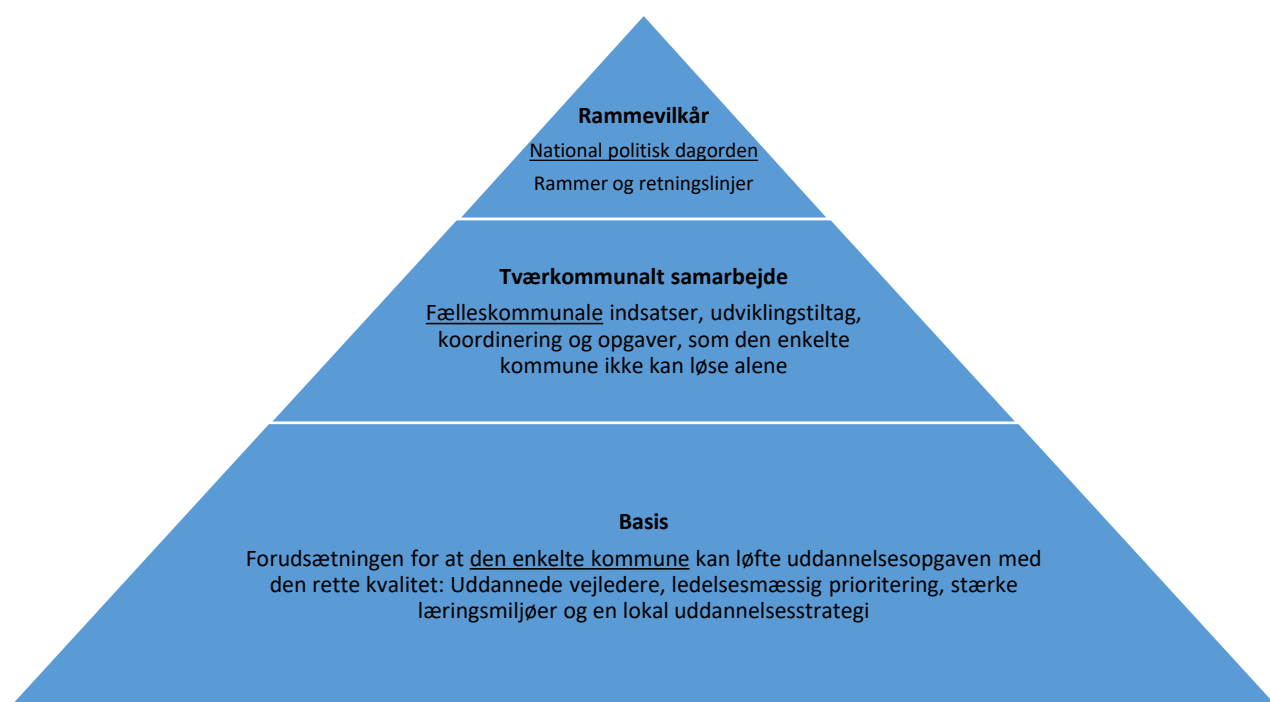 Rammevilkår
National politisk dagorden
Rammer og retningslinjer
Tværkommunalt samarbejde
Fælleskommunale indsatser, udviklingstiltag,
koordinering og opgaver, som den enkelte
kommune ikke kan løse alene
Basis
Forudsætningen for at den enkelte kommune kan løfte uddannelsesopgaven med
den rette kvalitet: Uddannede vejledere, ledelsesmæssig prioritering, stærke
læringsmiljøer og en lokal uddannelsesstrategi